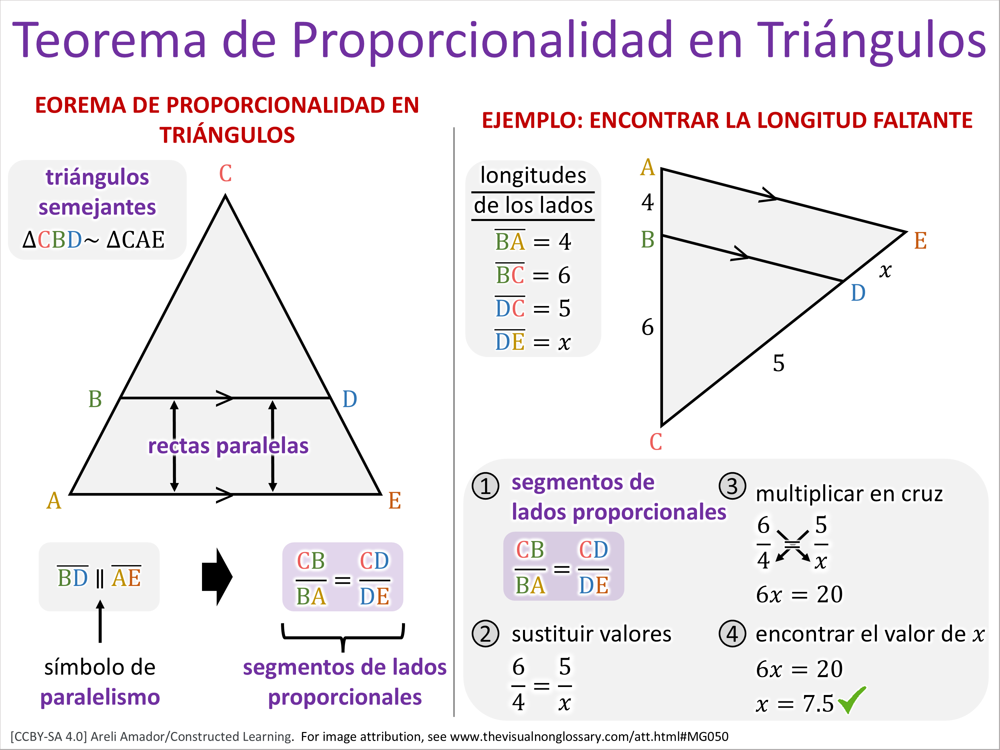 Teorema de Proporcionalidad en Triángulos
EOREMA DE PROPORCIONALIDAD EN
TRIÁNGULOS
triángulos
semejantes
ΔCBD~ ΔCAE
C
B
D
rectas paralelas
A
E
BD ∥ AE
CB/BA = CD/DE
símbolo de
paralelismo
segmentos de lados
proporcionales
EJEMPLO: ENCONTRAR LA LONGITUD FALTANTE
longitudes
de los lados
BA = 4
BC = 6
DC = 5
DE = x
A
4
B
E
x
D
6
5
C
1 segmentos de
lados proporcionales
CB/BA = CD/DE
2 sustituir valores
6/4 = 5/x
3 multiplicar en cruz
6/4 = 5/x
6x = 20
4 encontrar el valor de x
6x = 20
x = 7.5
[CCBY-SA 4.0] Areli Amador/Constructed Learning. For image attribution, see www.thevisualnonglossary.com/att.html#MG050